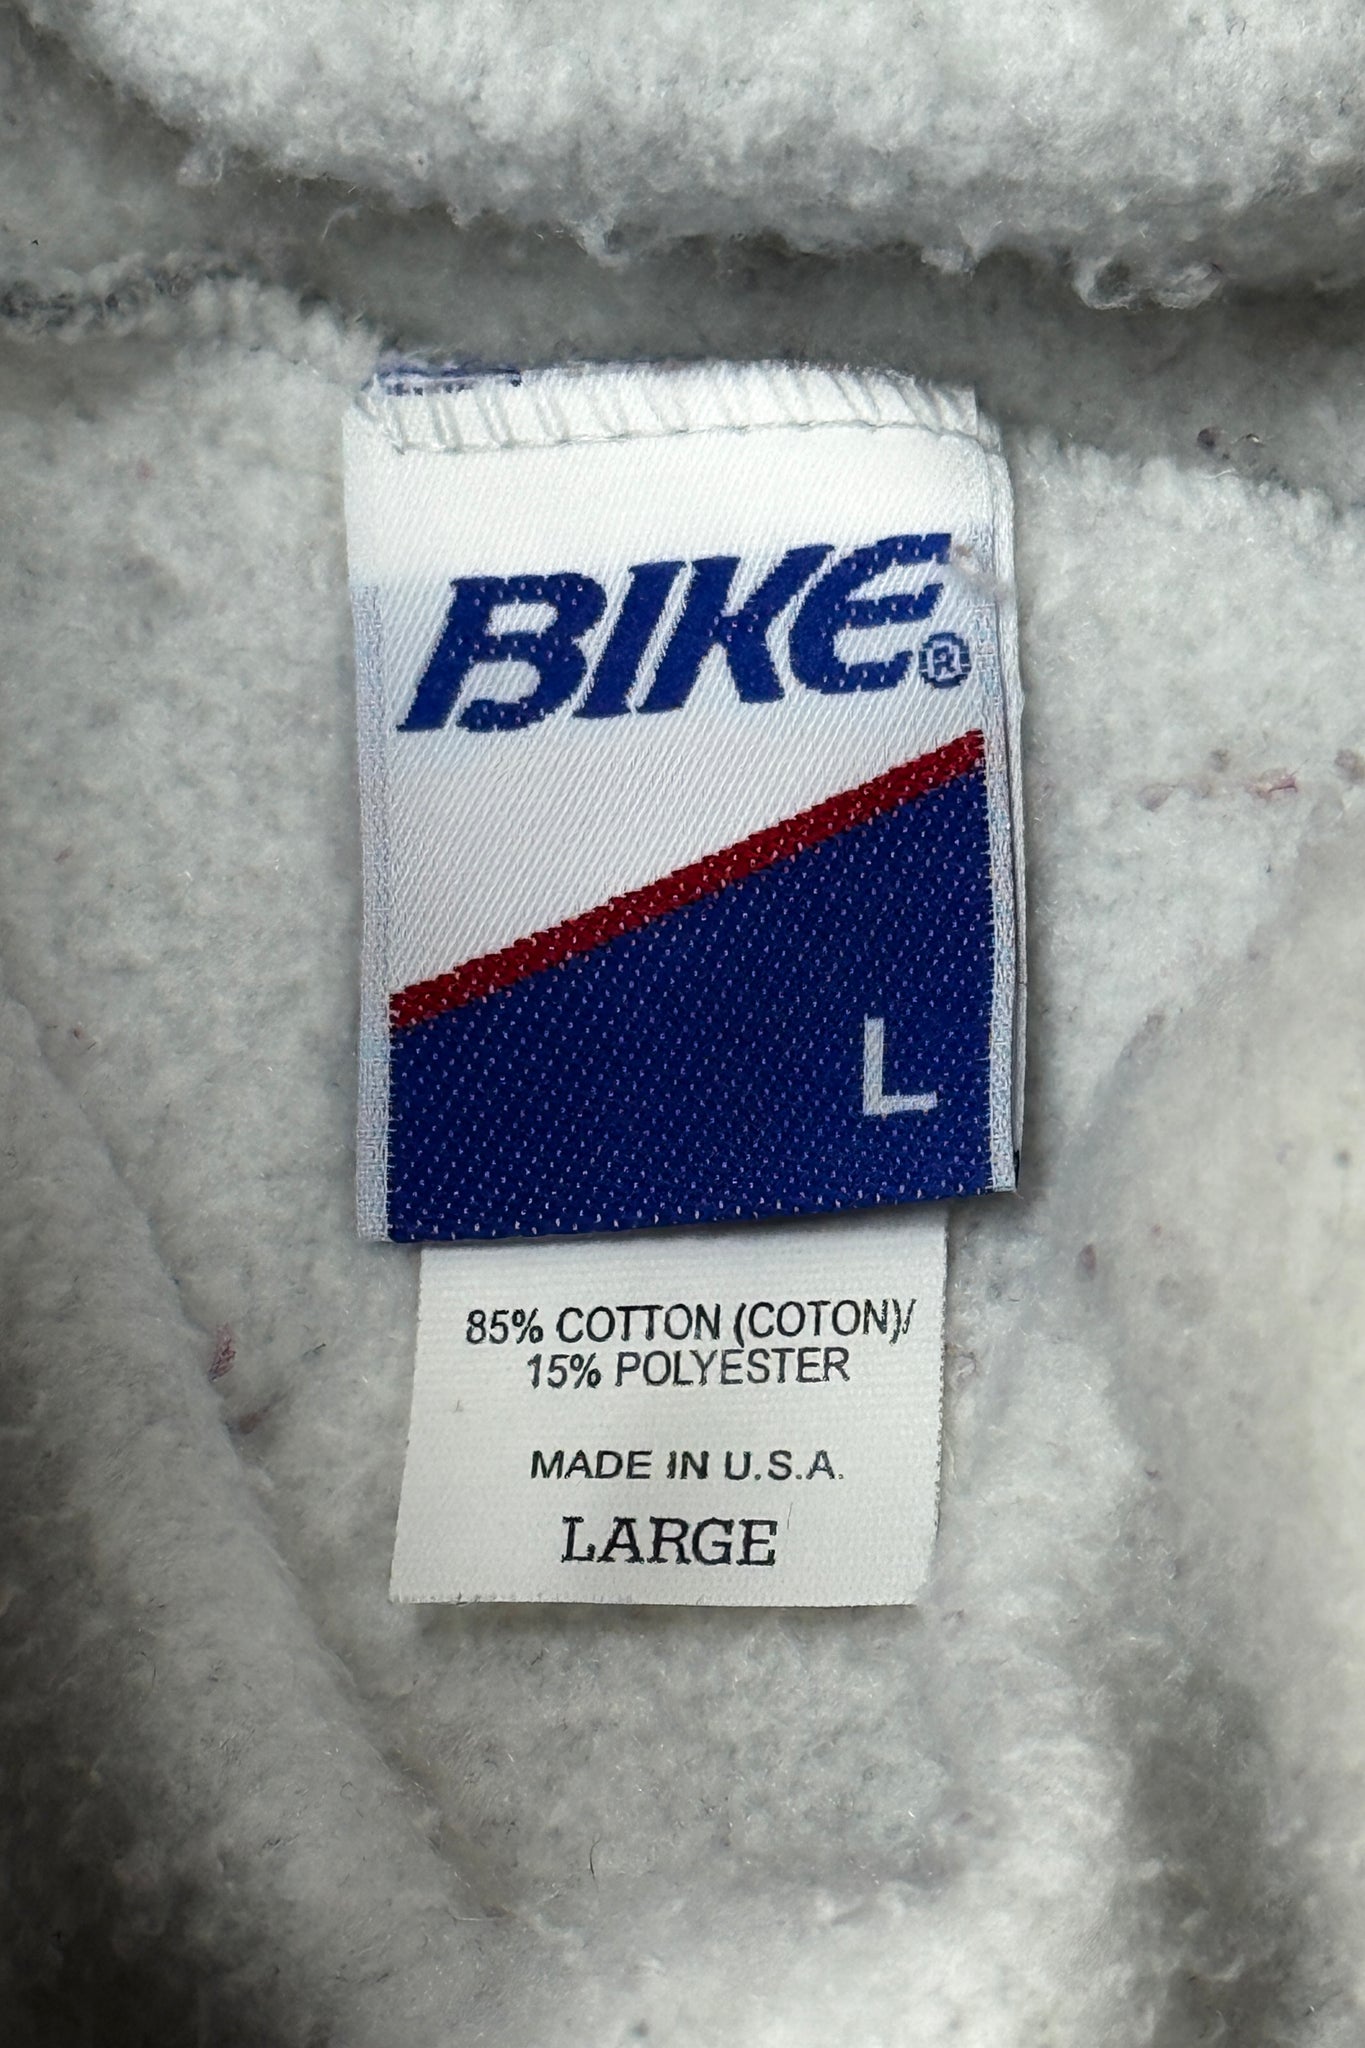 BIKE®
L
85% COTTON (COTON)/
15% POLYESTER
MADE IN U.S.A.
LARGE